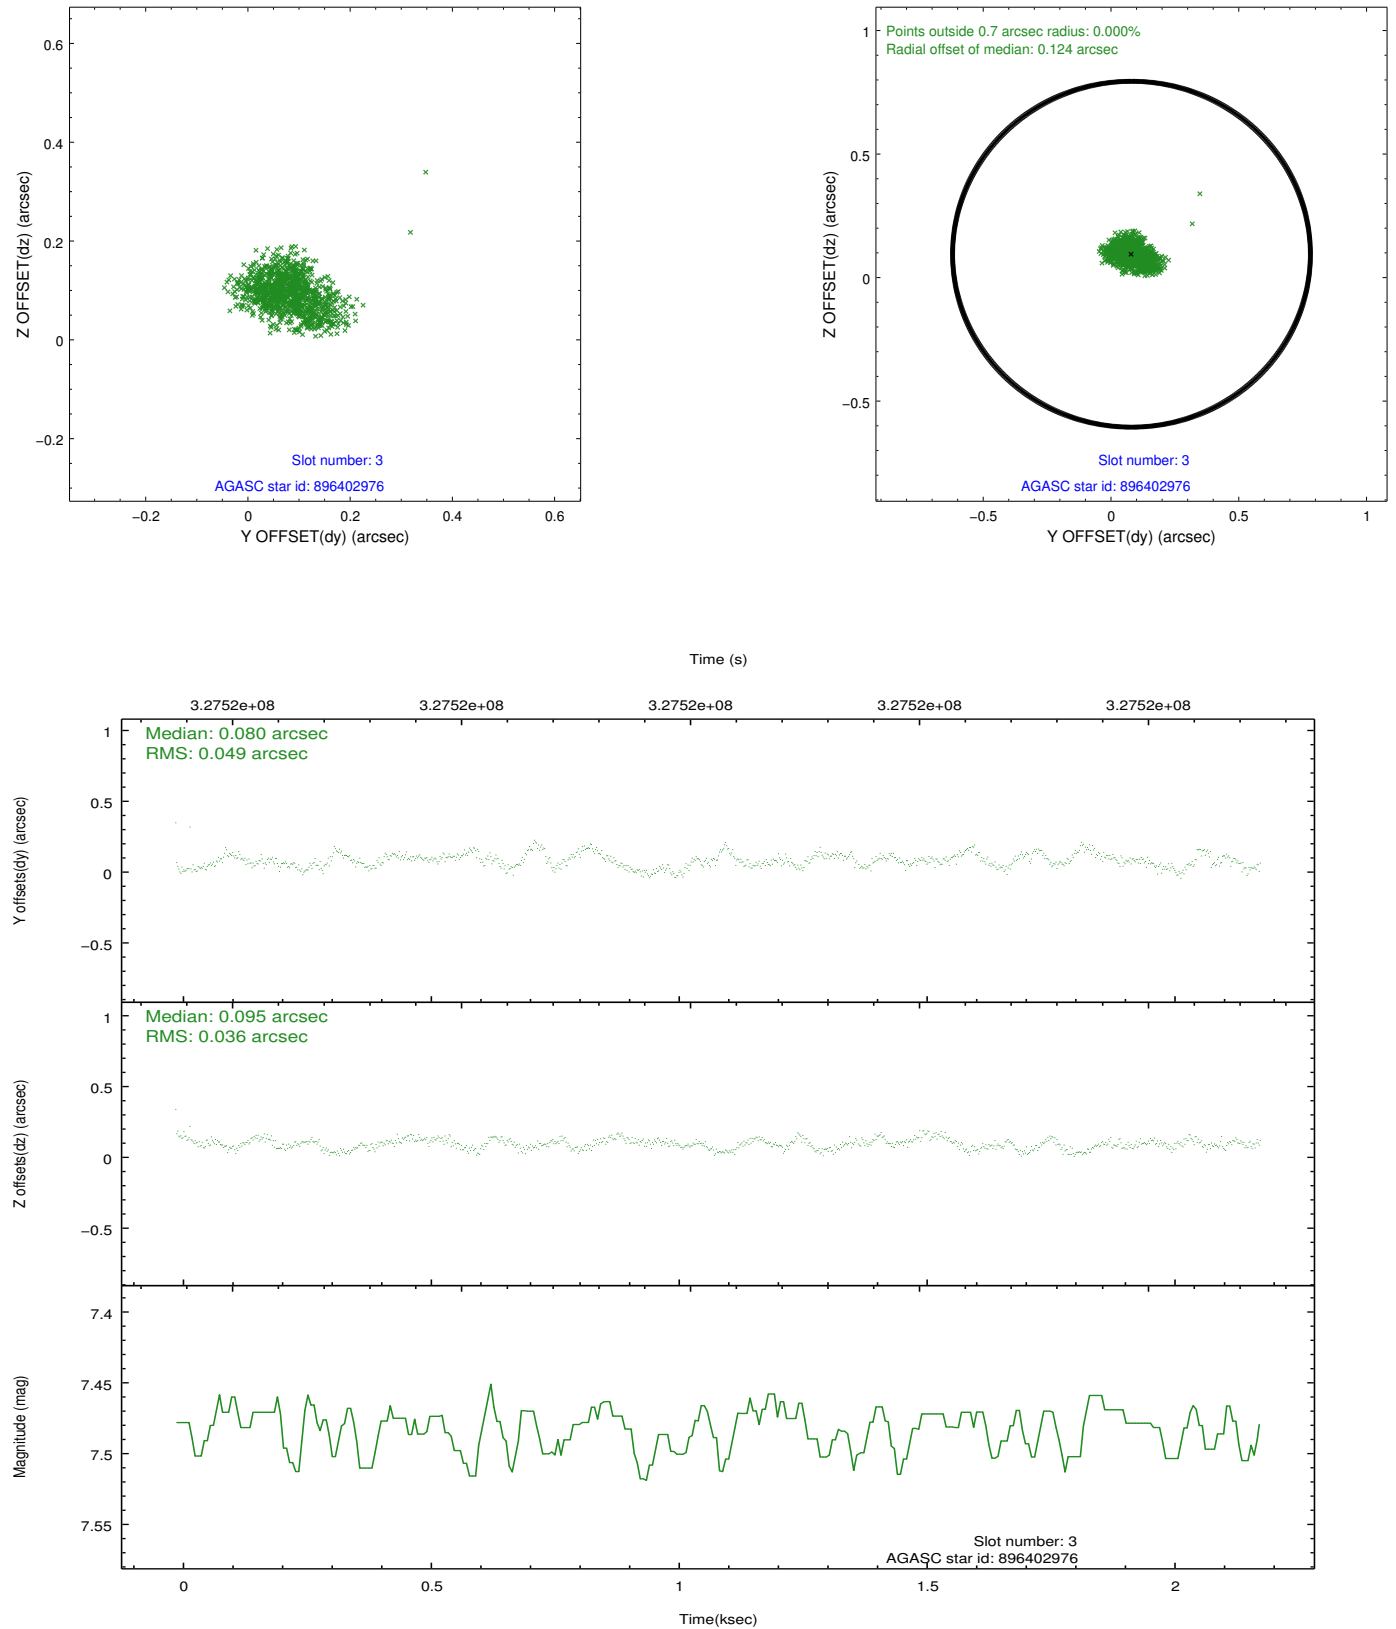 0.6
0.4
0.2
0
−0.2
Z OFFSET(dz) (arcsec)
Slot number: 3
AGASC star id: 896402976
−0.2
0
0.2
0.4
0.6
Y OFFSET(dy) (arcsec)
Points outside 0.7 arcsec radius: 0.000%
Radial offset of median: 0.124 arcsec
1
0.5
0
−0.5
Z OFFSET(dz) (arcsec)
Slot number: 3
AGASC star id: 896402976
−0.5
0
0.5
1
Y OFFSET(dy) (arcsec)
Time (s)
3.2752e+08
3.2752e+08
3.2752e+08
3.2752e+08
3.2752e+08
Median: 0.080 arcsec
RMS: 0.049 arcsec
1
0.5
0
−0.5
Y offsets(dy) (arcsec)
Median: 0.095 arcsec
RMS: 0.036 arcsec
1
0.5
0
−0.5
Z offsets(dz) (arcsec)
7.4
7.45
7.5
7.55
Magnitude (mag)
Slot number: 3
AGASC star id: 896402976
0
0.5
1
1.5
2
Time(ksec)